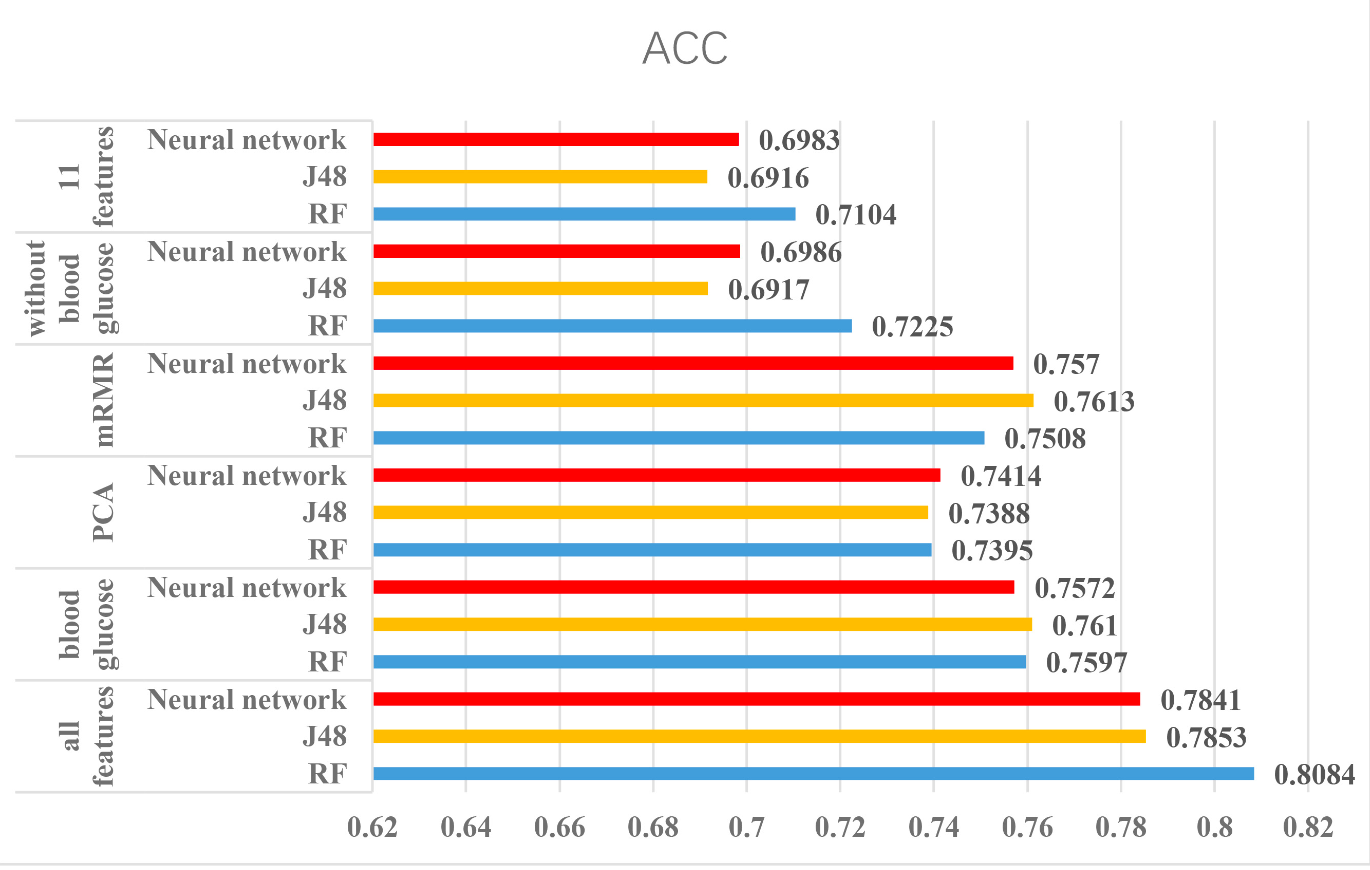 ACC
11
features
Neural network 0.6983
J48 0.6916
RF 0.7104
without
blood
glucose
Neural network 0.6986
J48 0.6917
RF 0.7225
mRMR
Neural network 0.757
J48 0.7613
RF 0.7508
PCA
Neural network 0.7414
J48 0.7388
RF 0.7395
blood
glucose
Neural network 0.7572
J48 0.761
RF 0.7597
all
features
Neural network 0.7841
J48 0.7853
RF 0.8084
0.62 0.64 0.66 0.68 0.7 0.72 0.74 0.76 0.78 0.8 0.82